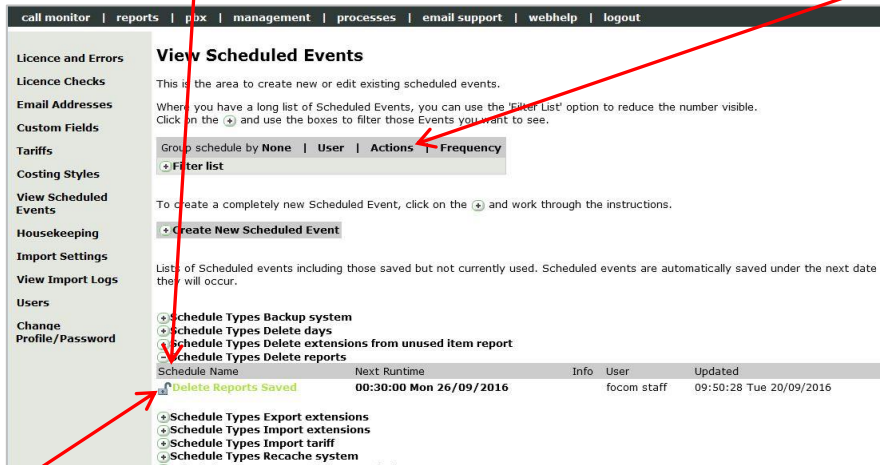 call monitor | reports | pbx | management | processes | email support | webhelp | logout
Licence and Errors
Licence Checks
Email Addresses
Custom Fields
Tariffs
Costing Styles
View Scheduled
Events
Housekeeping
Import Settings
View Import Logs
Users
Change
Profile/Password
View Scheduled Events
This is the area to create new or edit existing scheduled events.
Where you have a long list of Scheduled Events, you can use the 'Filter List' option to reduce the number visible.
Click on the + and use the boxes to filter those Events you want to see.
Group schedule by None | User | Actions | Frequency
+ Filter list
To create a completely new Scheduled Event, click on the + and work through the instructions.
+ Create New Scheduled Event
Lists of Scheduled events including those saved but not currently used. Scheduled events are automatically saved under the next date
they will occur.
+ Schedule Types Backup system
+ Schedule Types Delete days
+ Schedule Types Delete extensions from unused item report
- Schedule Types Delete reports
Schedule Name Next Runtime Info User Updated
Delete Reports Saved 00:30:00 Mon 26/09/2016 focom staff 09:50:28 Tue 20/09/2016
+ Schedule Types Export extensions
+ Schedule Types Import extensions
+ Schedule Types Import tariff
+ Schedule Types Recache system